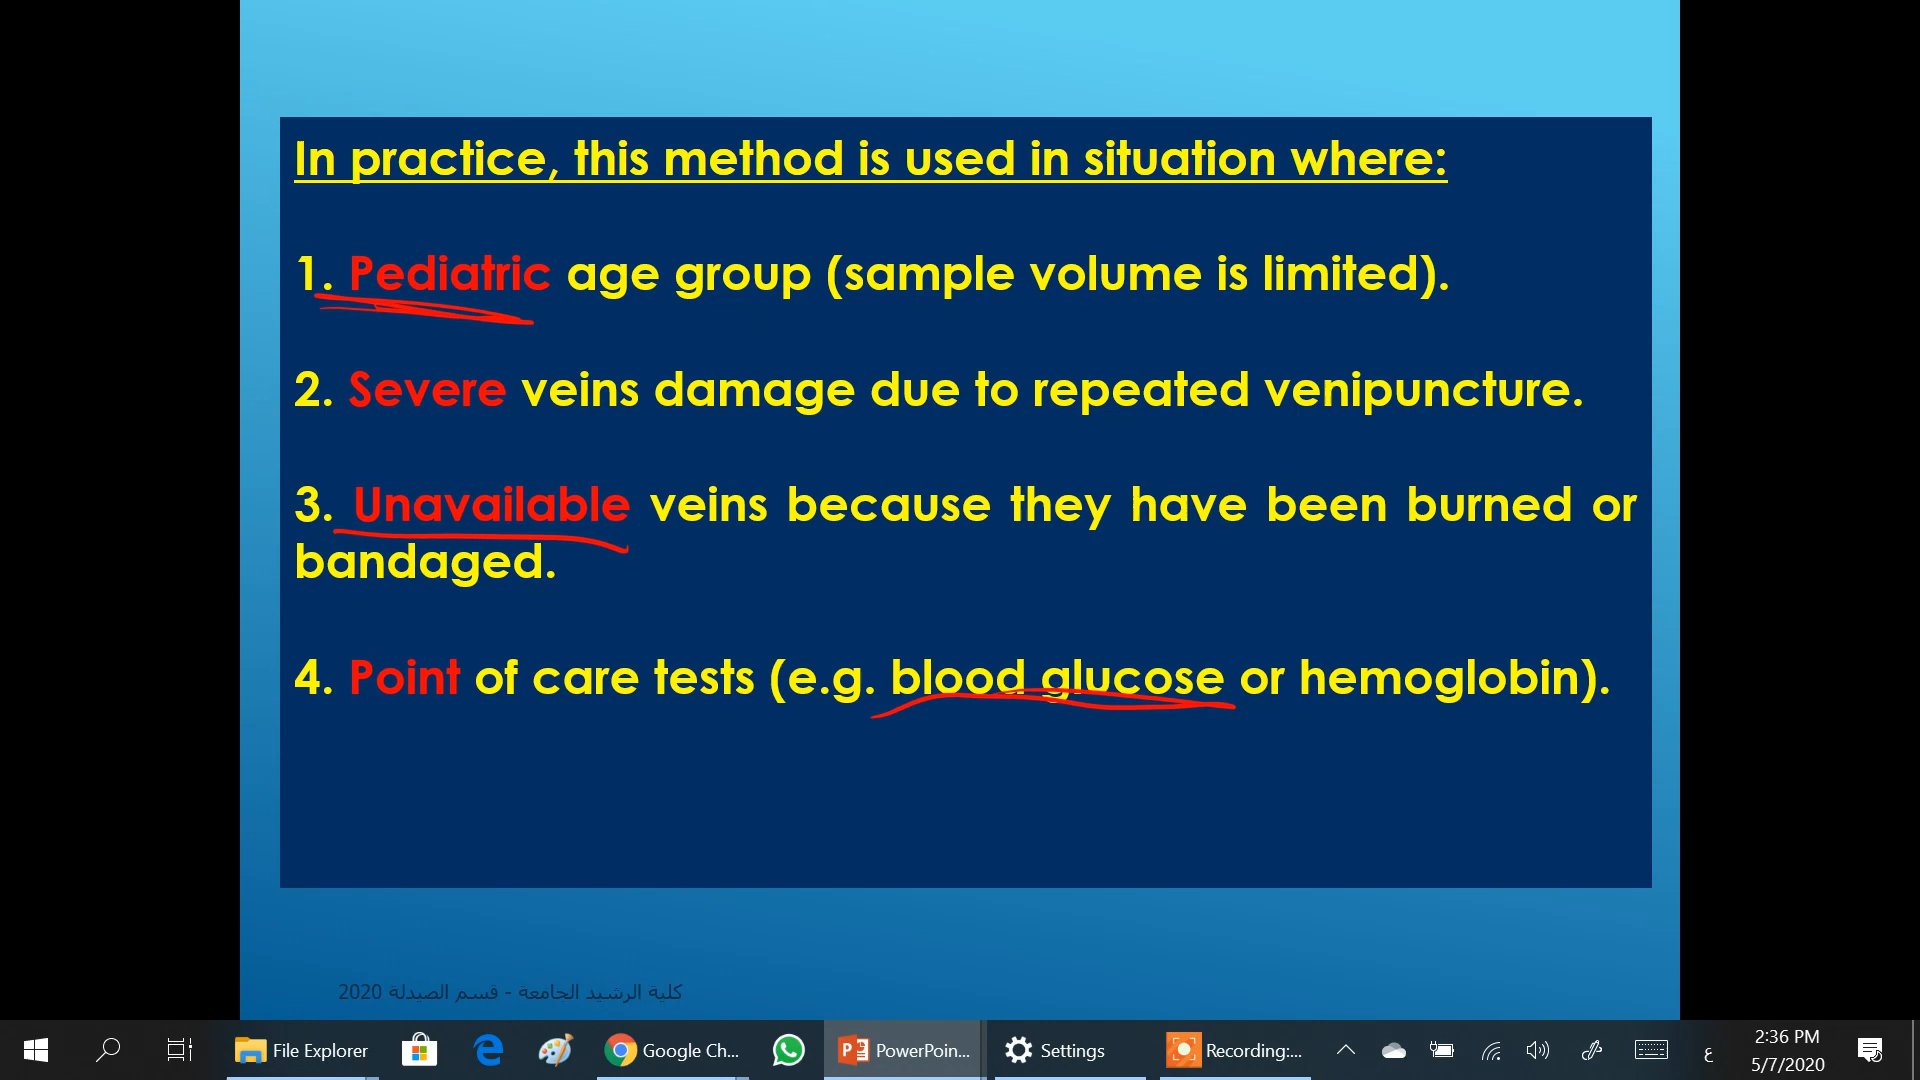 In practice, this method is used in situation where:
1. Pediatric age group (sample volume is limited).
2. Severe veins damage due to repeated venipuncture.
3. Unavailable veins because they have been burned or
bandaged.
4. Point of care tests (e.g. blood glucose or hemoglobin).
كلية الرشيد الجامعة - قسم الصيدلة 2020
File Explorer
Google Ch...
PowerPoin...
Settings
Recording:...
ع
2:36 PM
5/7/2020